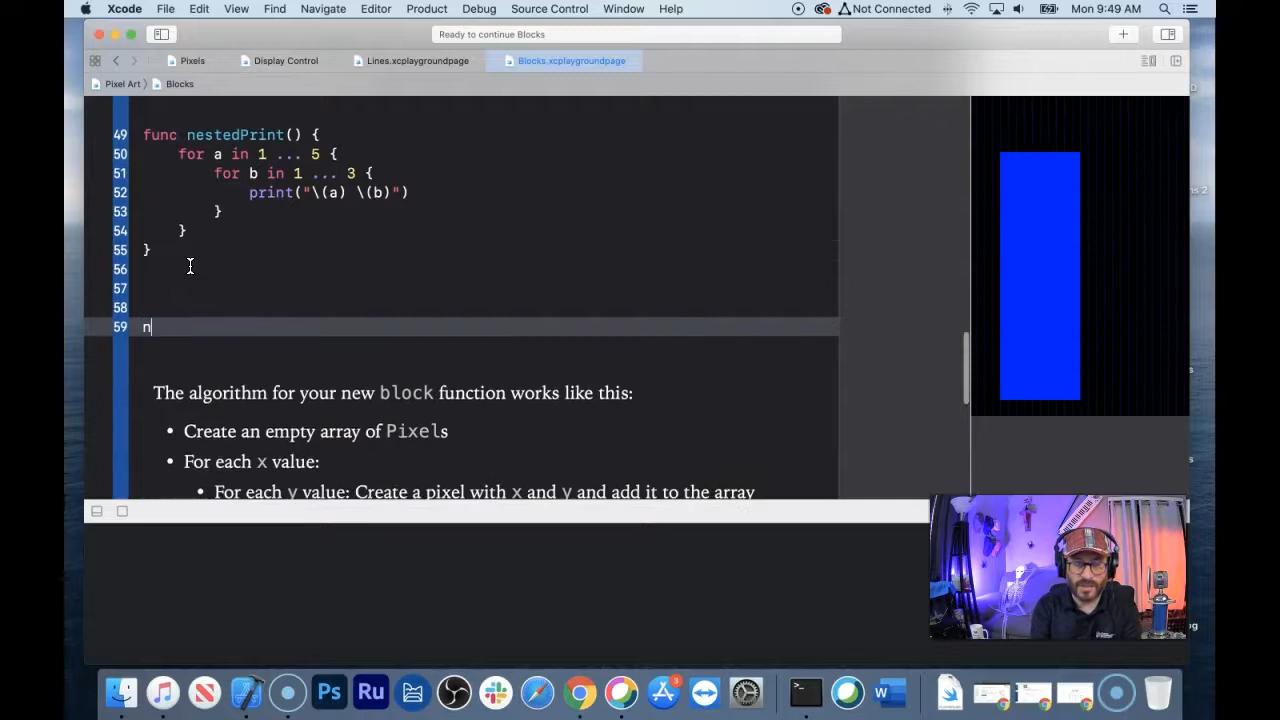 Xcode File Edit View Find Navigate Editor Product Debug Source Control Window Help Not Connected Mon 9:49 AM
Ready to continue Blocks
Pixels Display Control Lines.xcplaygroundpage Blocks.xcplaygroundpage
Pixel Art Blocks
49 func nestedPrint() {
50 for a in 1 ... 5 {
51 for b in 1 ... 3 {
52 print("\(a) \(b)")
53 }
54 }
55 }
56
57
58
59 n
The algorithm for your new block function works like this:
• Create an empty array of Pixels
• For each x value:
• For each y value: Create a pixel with x and y and add it to the array
Ps Ru 3 W